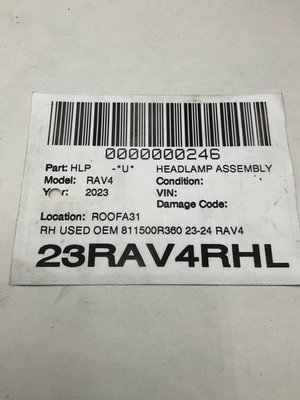 0000000246
Part: HLP -*U* HEADLAMP ASSEMBLY
Model: RAV4 Condition:
Year: 2023 VIN:
Damage Code:
Location: ROOFA31
RH USED OEM 811500R360 23-24 RAV4
23RAV4RHL